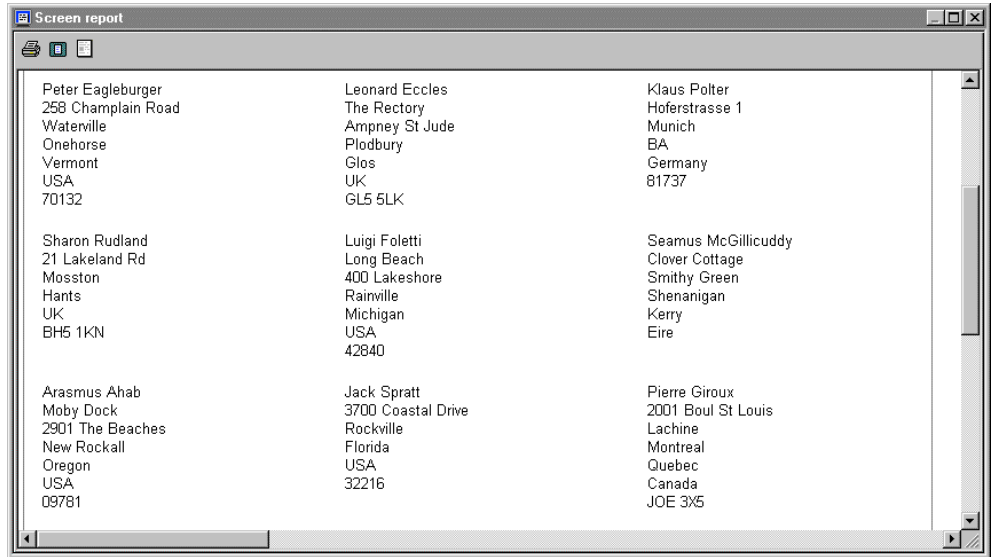 Screen report
Peter Eagleburger
258 Champlain Road
Waterville
Onehorse
Vermont
USA
70132
Leonard Eccles
The Rectory
Ampney St Jude
Plodbury
Glos
UK
GL5 5LK
Klaus Polter
Hoferstrasse 1
Munich
BA
Germany
81737
Sharon Rudland
21 Lakeland Rd
Mosston
Hants
UK
BH5 1KN
Luigi Foletti
Long Beach
400 Lakeshore
Rainville
Michigan
USA
42840
Seamus McGillicuddy
Clover Cottage
Smithy Green
Shenanigan
Kerry
Eire
Arasmus Ahab
Moby Dock
2901 The Beaches
New Rockall
Oregon
USA
09781
Jack Spratt
3700 Coastal Drive
Rockville
Florida
USA
32216
Pierre Giroux
2001 Boul St Louis
Lachine
Montreal
Quebec
Canada
JOE 3X5